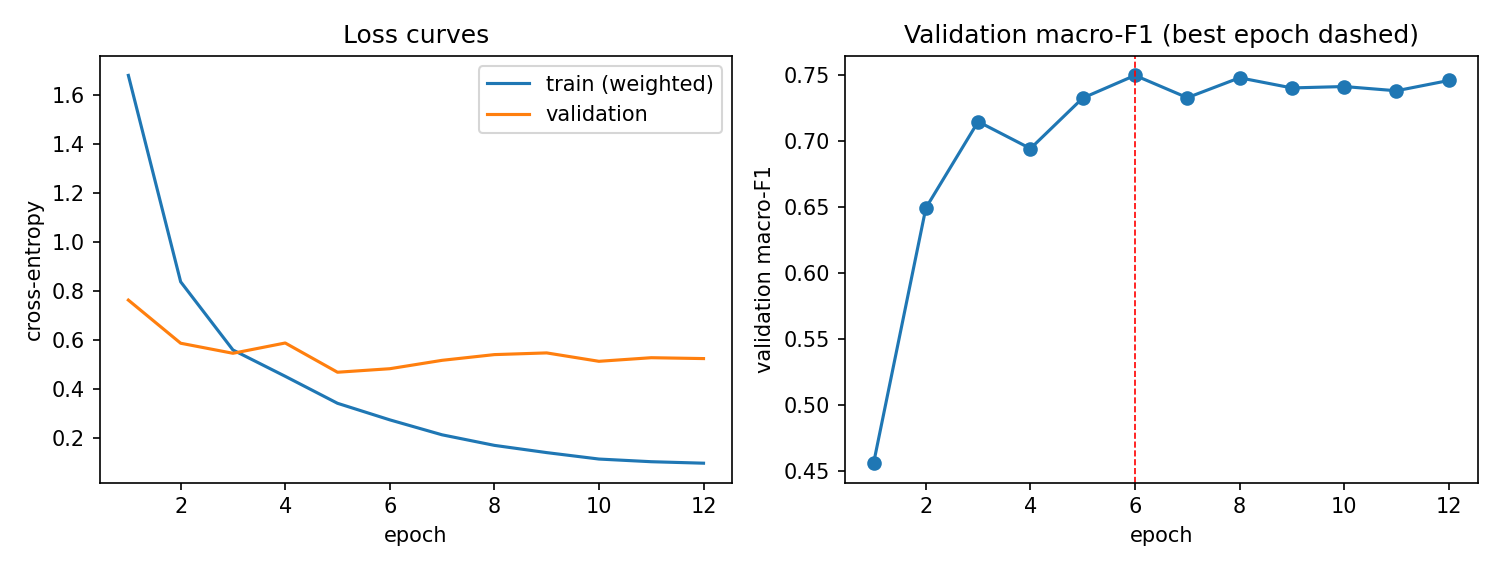 Loss curves
train (weighted)
validation
cross-entropy
1.6
1.4
1.2
1.0
0.8
0.6
0.4
0.2
2 4 6 8 10 12
epoch
Validation macro-F1 (best epoch dashed)
validation macro-F1
0.75
0.70
0.65
0.60
0.55
0.50
0.45
2 4 6 8 10 12
epoch